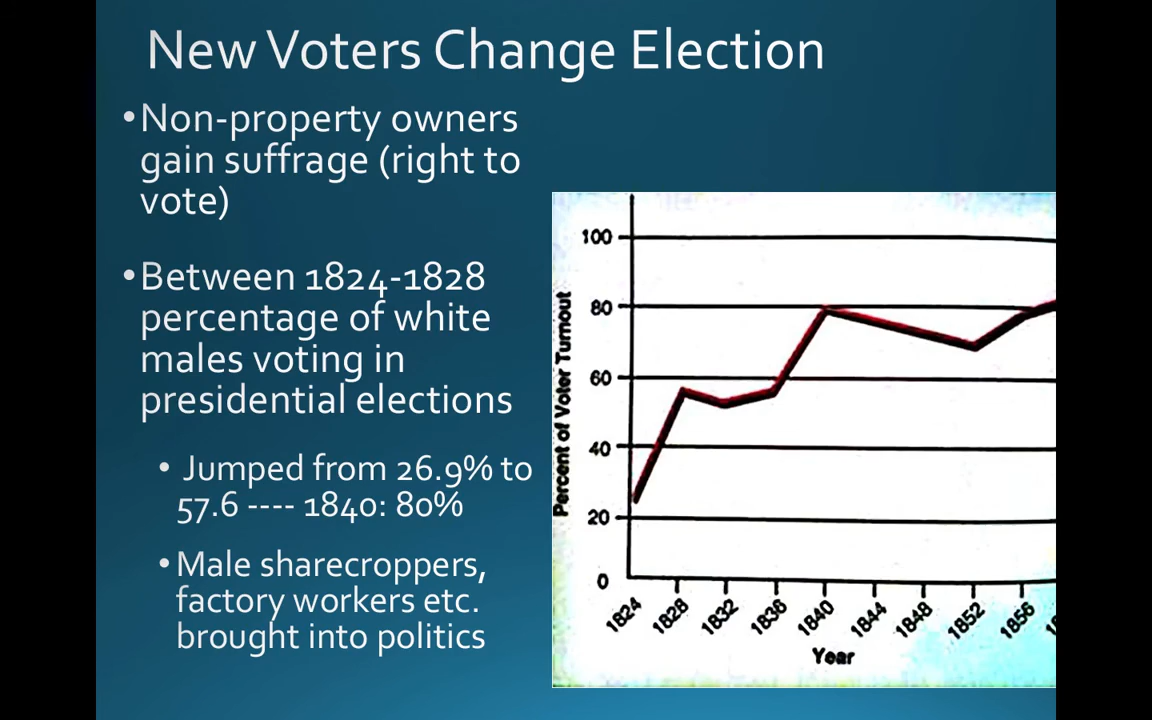 New Voters Change Election
•Non-property owners
gain suffrage (right to
vote)
•Between 1824-1828
percentage of white
males voting in
presidential elections
• Jumped from 26.9% to
57.6 ---- 1840: 80%
•Male sharecroppers,
factory workers etc.
brought into politics
Percent of Voter Turnout
100
80
60
40
20
0
1824
1828
1832
1836
1840
1844
1848
1852
1856
Year